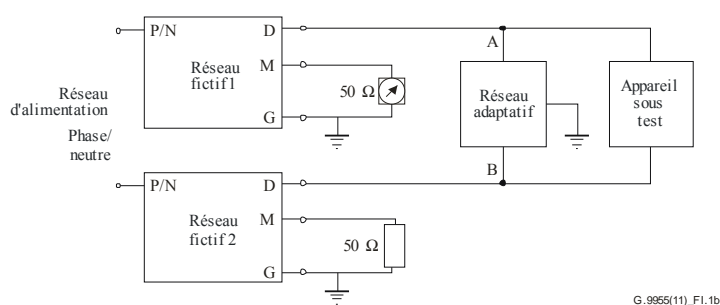 P/N
D
A
Réseau
fictif 1
M
50 Ω
G
Réseau
d'alimentation
Phase/
neutre
Réseau
adaptatif
Appareil
sous
test
B
P/N
D
Réseau
fictif 2
M
50 Ω
G
G.9955(11)_FI.1b